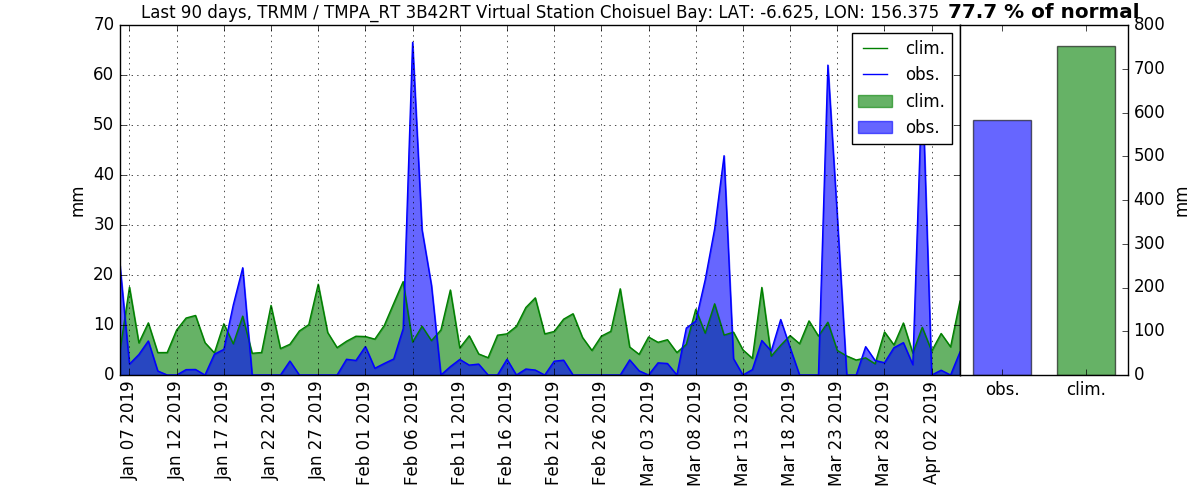 Last 90 days, TRMM / TMPA_RT 3B42RT Virtual Station Choisuel Bay: LAT: -6.625, LON: 156.375 77.7 % of normal
70
60
50
40
30
20
10
0
mm
clim.
obs.
clim.
obs.
800
700
600
500
400
300
200
100
0
mm
Jan 07 2019
Jan 12 2019
Jan 17 2019
Jan 22 2019
Jan 27 2019
Feb 01 2019
Feb 06 2019
Feb 11 2019
Feb 16 2019
Feb 21 2019
Feb 26 2019
Mar 03 2019
Mar 08 2019
Mar 13 2019
Mar 18 2019
Mar 23 2019
Mar 28 2019
Apr 02 2019
obs.
clim.